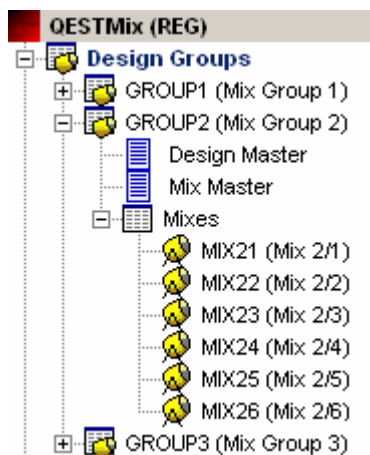 QESTMix (REG)
Design Groups
GROUP1 (Mix Group 1)
GROUP2 (Mix Group 2)
Design Master
Mix Master
Mixes
MIX21 (Mix 2/1)
MIX22 (Mix 2/2)
MIX23 (Mix 2/3)
MIX24 (Mix 2/4)
MIX25 (Mix 2/5)
MIX26 (Mix 2/6)
GROUP3 (Mix Group 3)